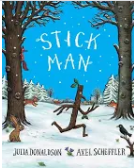 STICK
MAN
JULIA DONALDSON ★ AXEL SCHEFFLER